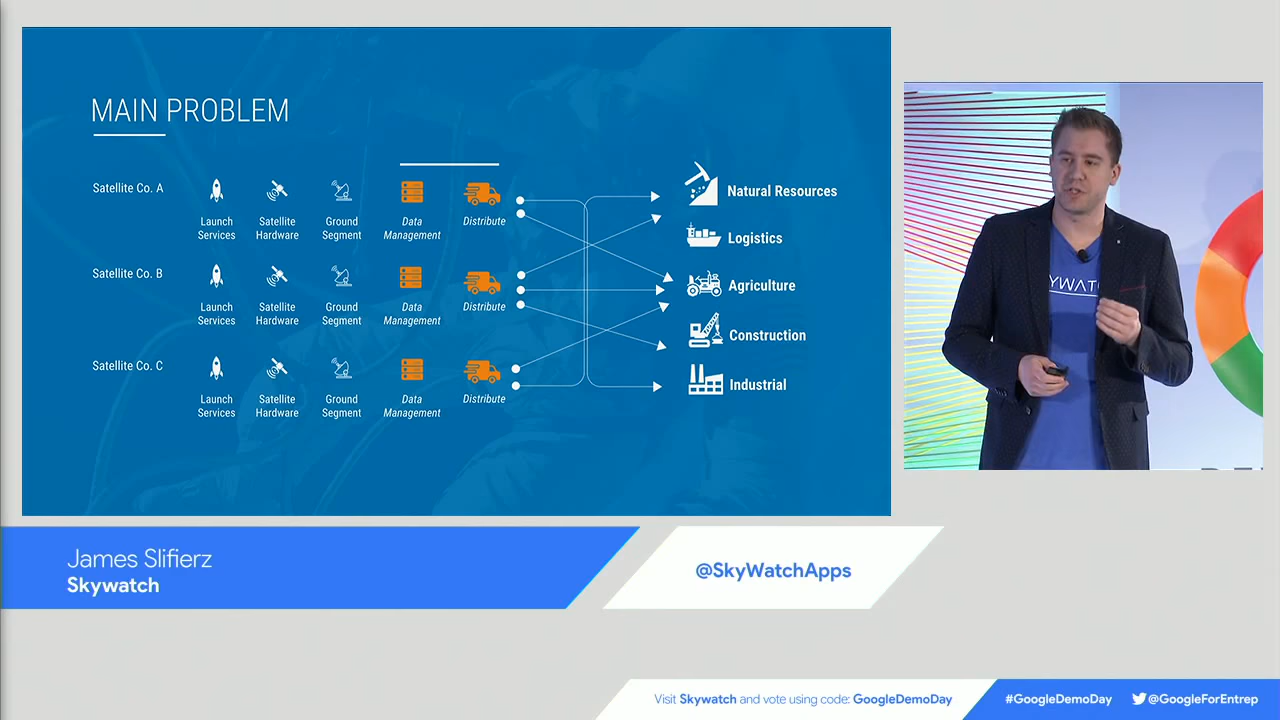 MAIN PROBLEM
Satellite Co. A
Launch
Services
Satellite
Hardware
Ground
Segment
Data
Management
Distribute
Satellite Co. B
Launch
Services
Satellite
Hardware
Ground
Segment
Data
Management
Distribute
Satellite Co. C
Launch
Services
Satellite
Hardware
Ground
Segment
Data
Management
Distribute
Natural Resources
Logistics
Agriculture
Construction
Industrial
James Slifierz
Skywatch
@SkyWatchApps
Visit Skywatch and vote using code: GoogleDemoDay
#GoogleDemoDay
@GoogleForEntrep